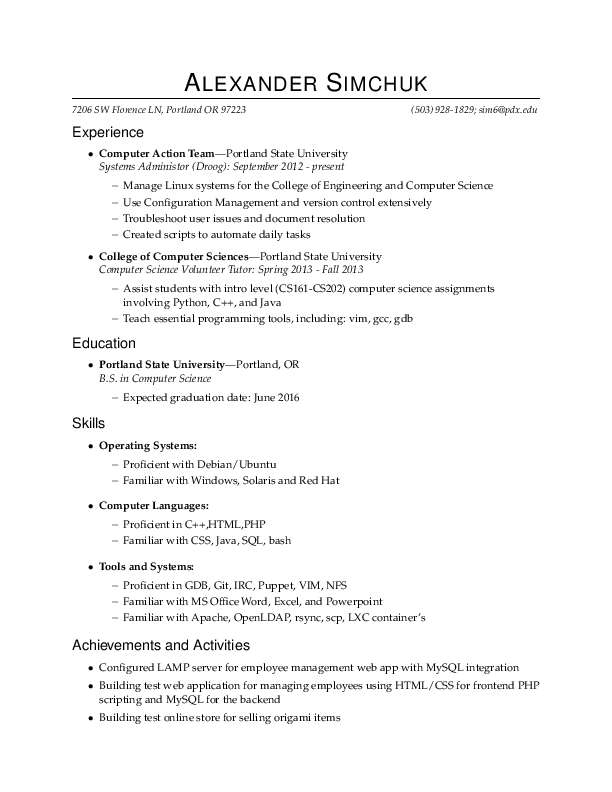 ALEXANDER SIMCHUK
7206 SW Florence LN, Portland OR 97223 (503) 928-1829; sim6@pdx.edu
Experience
• Computer Action Team—Portland State University
Systems Administor (Droog): September 2012 - present
– Manage Linux systems for the College of Engineering and Computer Science
– Use Configuration Management and version control extensively
– Troubleshoot user issues and document resolution
– Created scripts to automate daily tasks
• College of Computer Sciences—Portland State University
Computer Science Volunteer Tutor: Spring 2013 - Fall 2013
– Assist students with intro level (CS161-CS202) computer science assignments
involving Python, C++, and Java
– Teach essential programming tools, including: vim, gcc, gdb
Education
• Portland State University—Portland, OR
B.S. in Computer Science
– Expected graduation date: June 2016
Skills
• Operating Systems:
– Proficient with Debian/Ubuntu
– Familiar with Windows, Solaris and Red Hat
• Computer Languages:
– Proficient in C++,HTML,PHP
– Familiar with CSS, Java, SQL, bash
• Tools and Systems:
– Proficient in GDB, Git, IRC, Puppet, VIM, NFS
– Familiar with MS Office Word, Excel, and Powerpoint
– Familiar with Apache, OpenLDAP, rsync, scp, LXC container's
Achievements and Activities
• Configured LAMP server for employee management web app with MySQL integration
• Building test web application for managing employees using HTML/CSS for frontend PHP
scripting and MySQL for the backend
• Building test online store for selling origami items